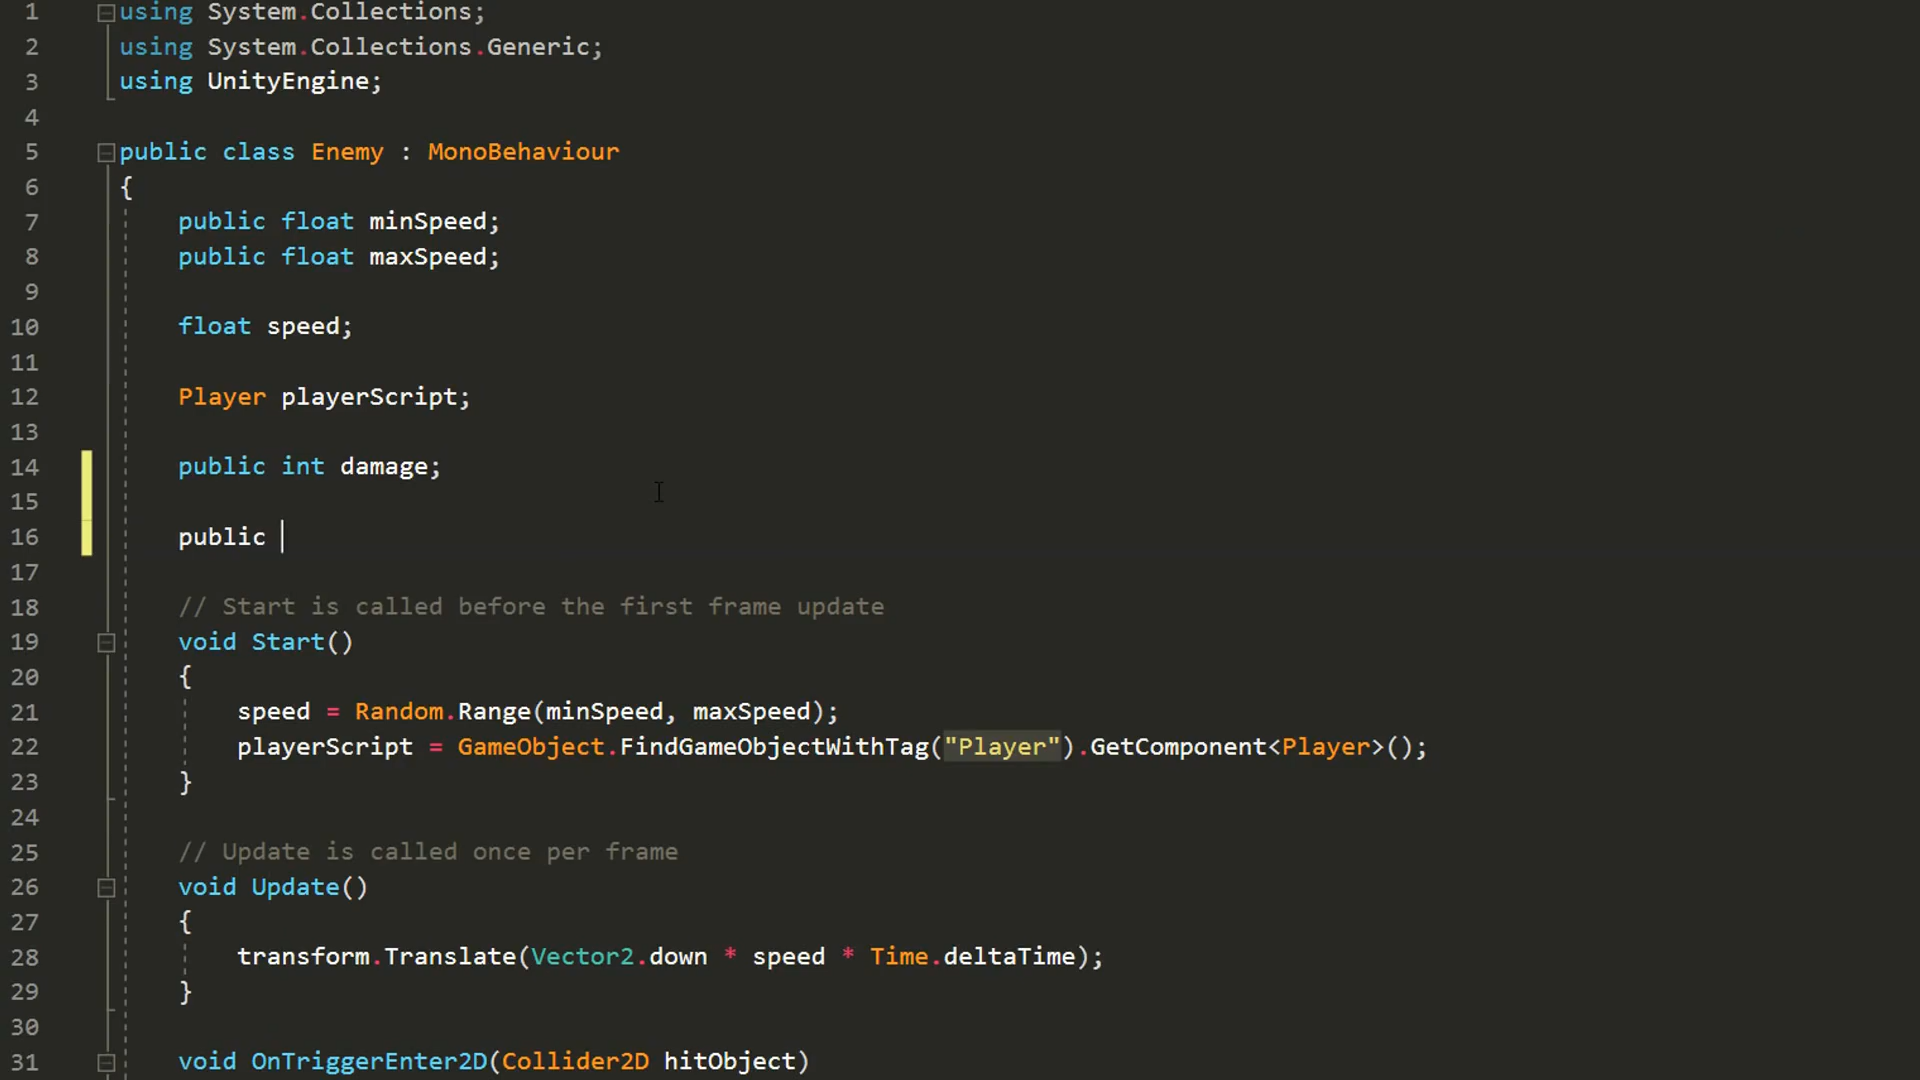 1 using System.Collections;
2 using System.Collections.Generic;
3 using UnityEngine;
4
5 public class Enemy : MonoBehaviour
6 {
7 public float minSpeed;
8 public float maxSpeed;
9
10 float speed;
11
12 Player playerScript;
13
14 public int damage;
15
16 public
17
18 // Start is called before the first frame update
19 void Start()
20 {
21 speed = Random.Range(minSpeed, maxSpeed);
22 playerScript = GameObject.FindGameObjectWithTag("Player").GetComponent<Player>();
23 }
24
25 // Update is called once per frame
26 void Update()
27 {
28 transform.Translate(Vector2.down * speed * Time.deltaTime);
29 }
30
31 void OnTriggerEnter2D(Collider2D hitObject)